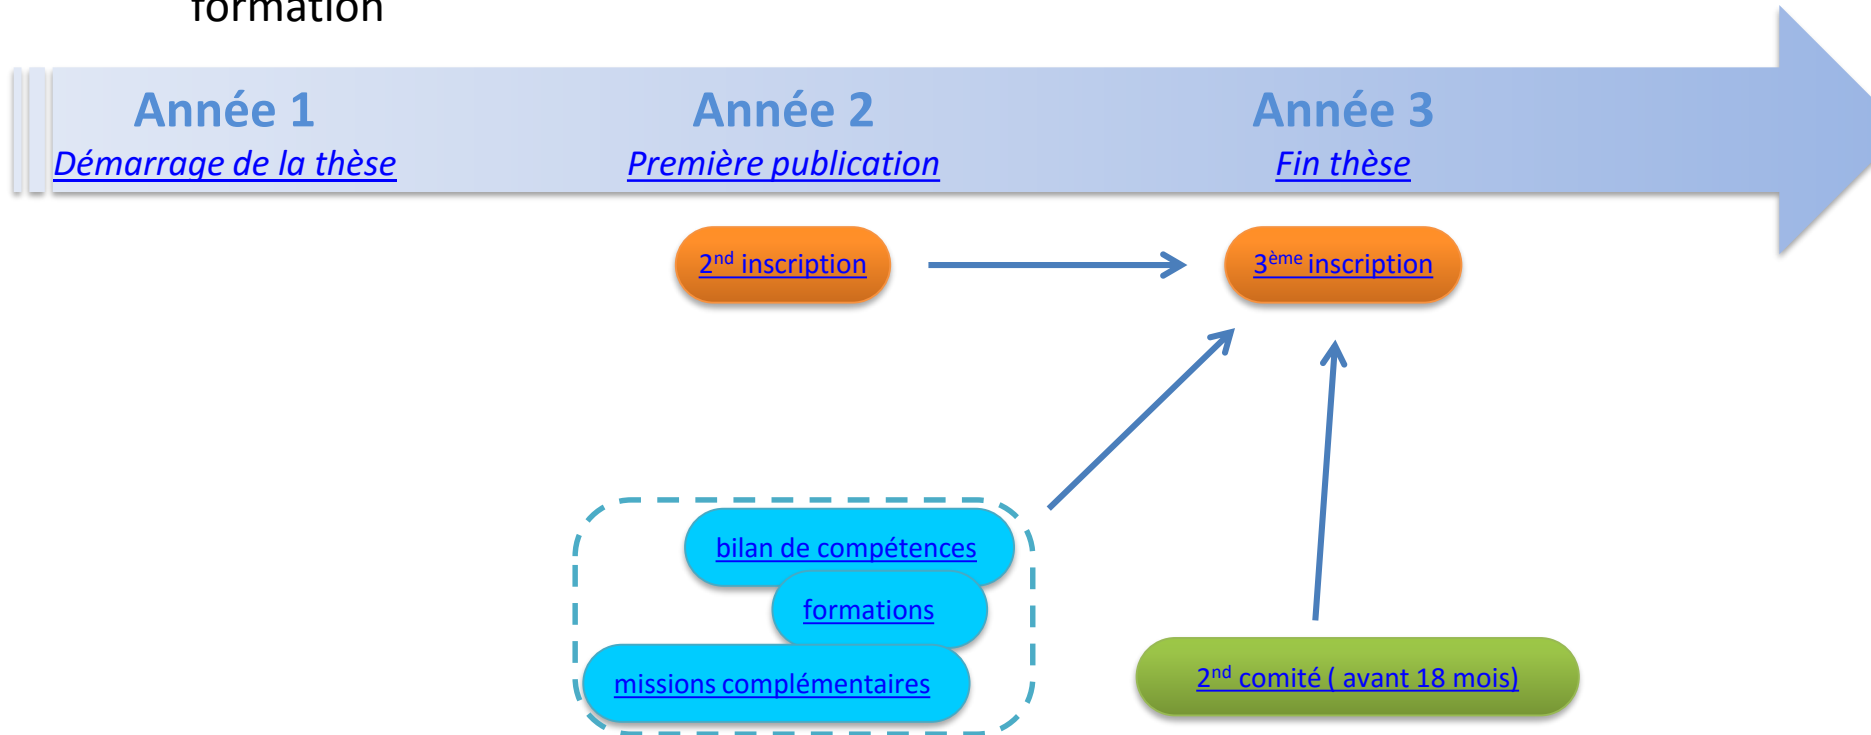 formation
Année 1
Année 2
Année 3
Démarrage de la thèse
Première publication
Fin thèse
2nd inscription
3ème inscription
bilan de compétences
formations
missions complémentaires
2nd comité ( avant 18 mois)